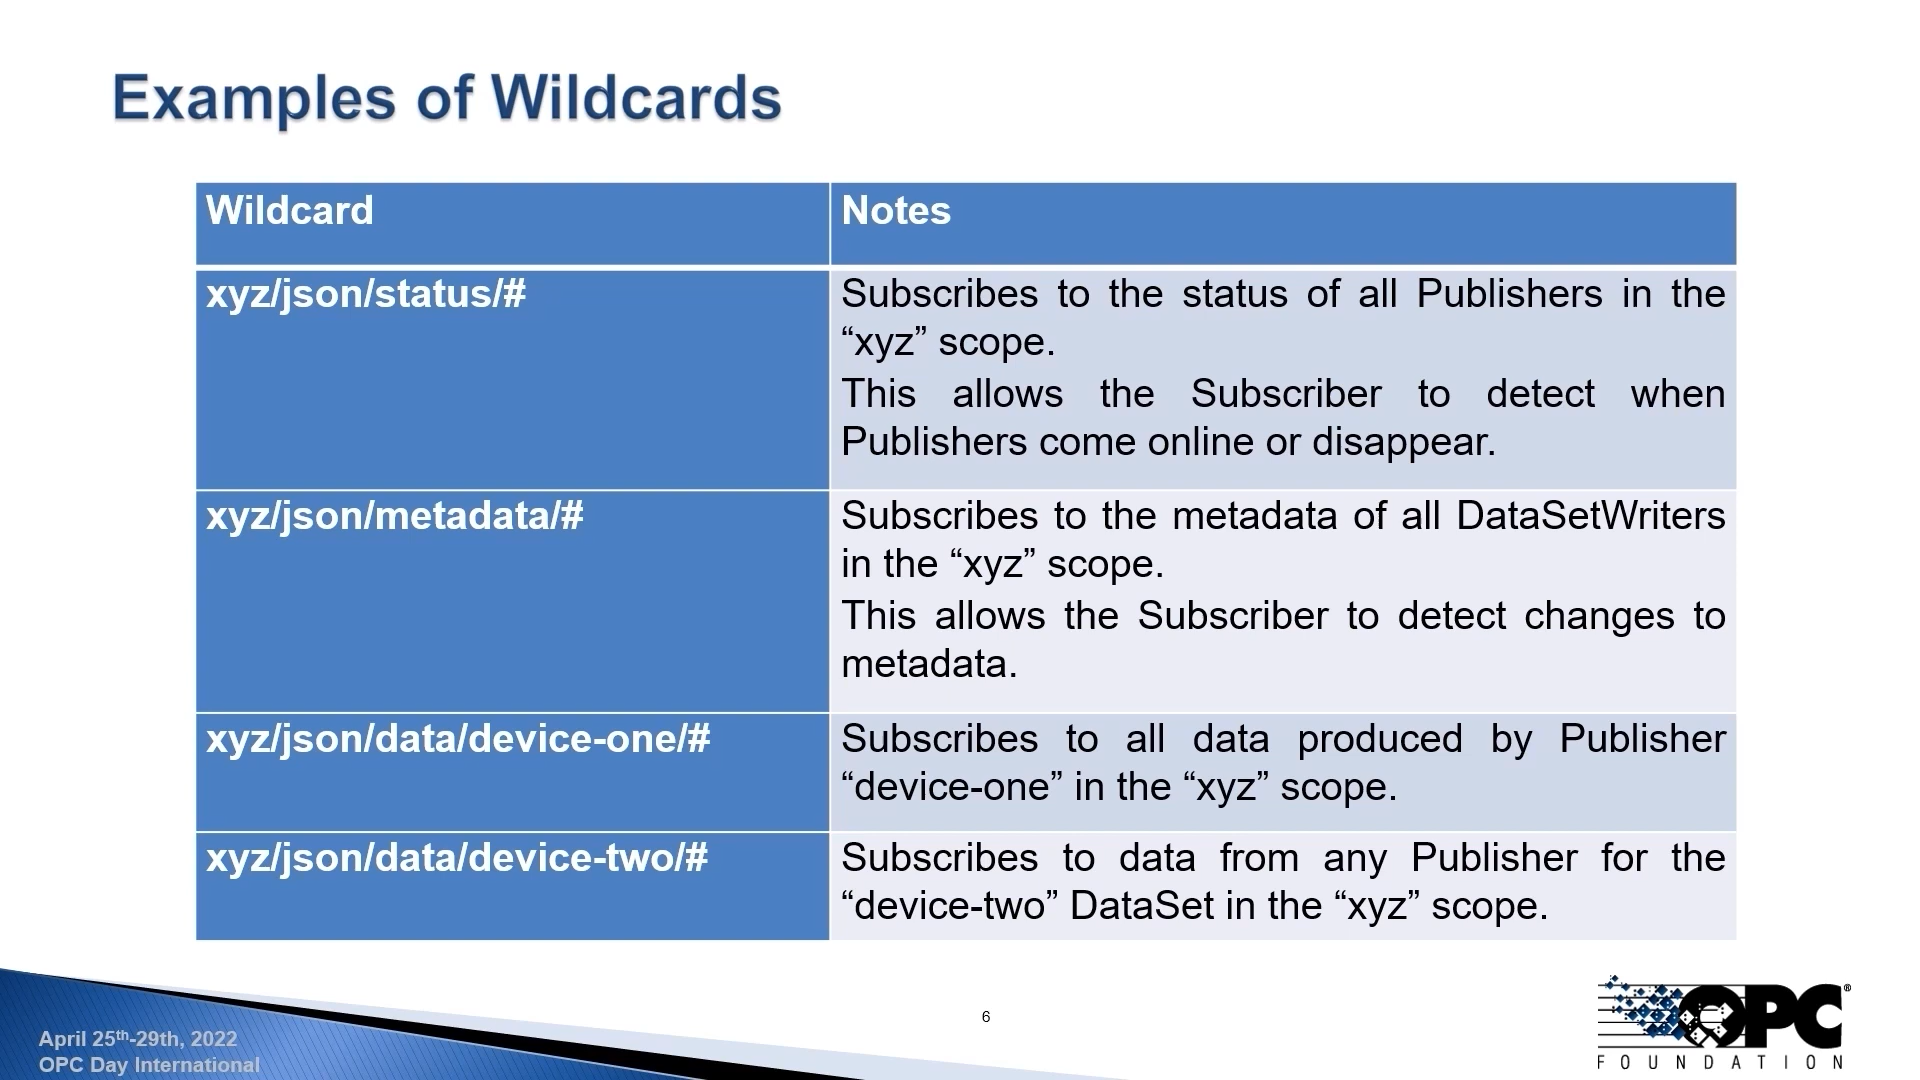 Examples of Wildcards
Wildcard
Notes
xyz/json/status/#
Subscribes to the status of all Publishers in the
“xyz” scope.
This allows the Subscriber to detect when
Publishers come online or disappear.
xyz/json/metadata/#
Subscribes to the metadata of all DataSetWriters
in the “xyz” scope.
This allows the Subscriber to detect changes to
metadata.
xyz/json/data/device-one/#
Subscribes to all data produced by Publisher
“device-one” in the “xyz” scope.
xyz/json/data/device-two/#
Subscribes to data from any Publisher for the
“device-two” DataSet in the “xyz” scope.
April 25th-29th, 2022
OPC Day International
6
OPC®
FOUNDATION